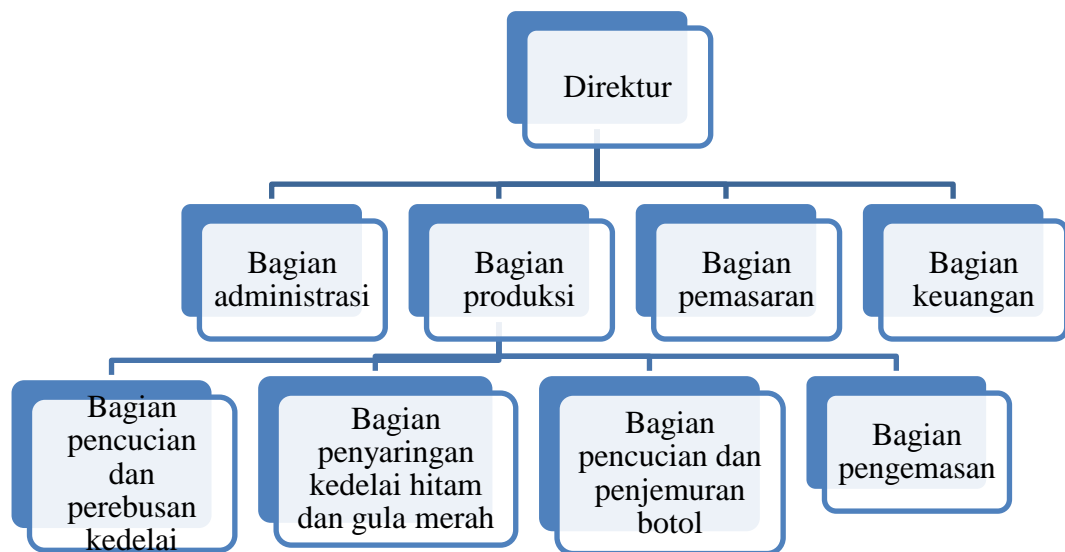 Direktur
Bagian
administrasi
Bagian
produksi
Bagian
pemasaran
Bagian
keuangan
Bagian
pencucian
dan
perebusan
kedelai
Bagian
penyaringan
kedelai hitam
dan gula merah
Bagian
pencucian dan
penjemuran
botol
Bagian
pengemasan